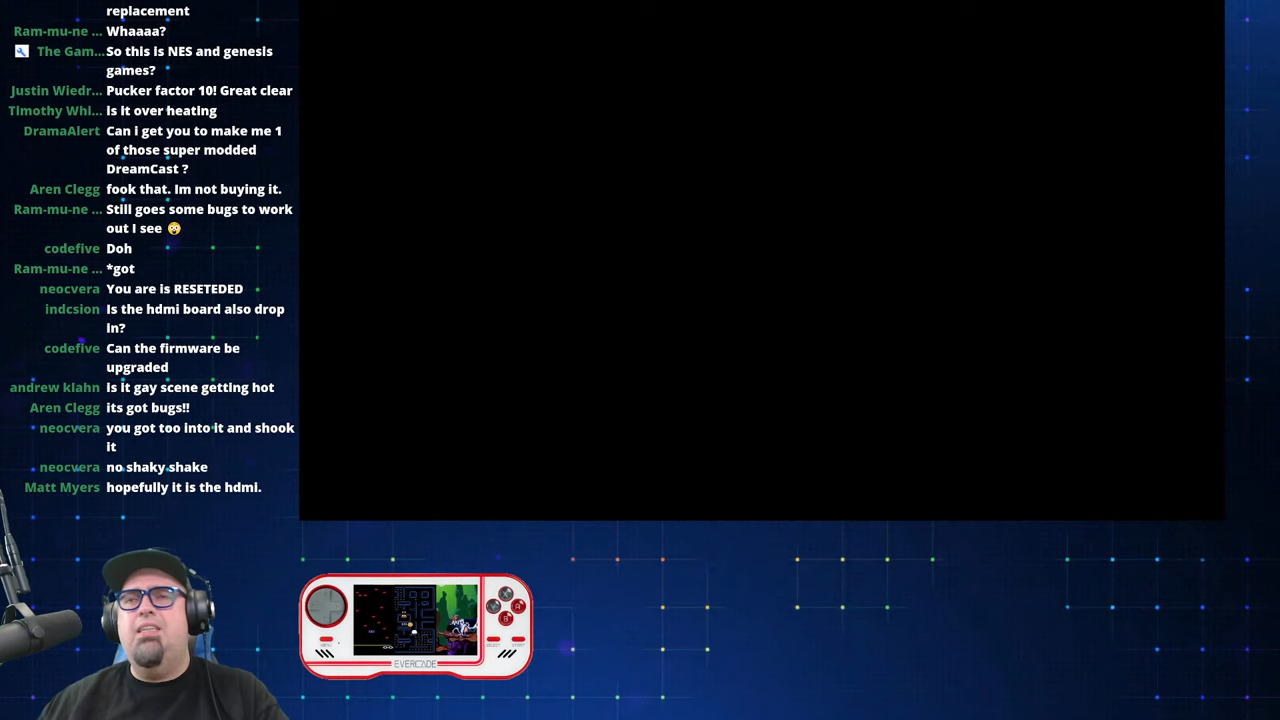 replacement
Ram-mu-ne ... Whaaaa?
The Gam... So this is NES and genesis
games?
Justin Wiedr... Pucker factor 10! Great clear
Timothy Whi... is it over heating
DramaAlert Can i get you to make me 1
of those super modded
DreamCast ?
Aren Clegg fook that. Im not buying it.
Ram-mu-ne ... Still goes some bugs to work
out I see 😳
codefive Doh
Ram-mu-ne ... *got
neocvera You are is RESETEDED
indcsion Is the hdmi board also drop
in?
codefive Can the firmware be
upgraded
andrew klahn Is it gay scene getting hot
Aren Clegg its got bugs!!
neocvera you got too into it and shook
it
neocvera no shaky shake
Matt Myers hopefully it is the hdmi.
MENU
SELECT START
EVERCADE